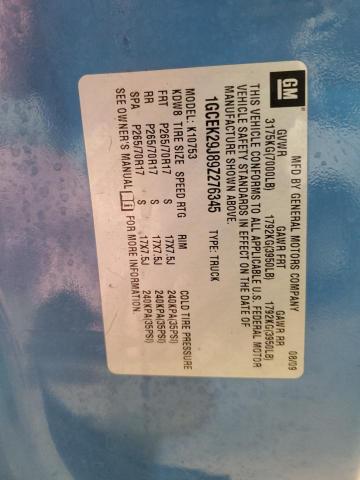 GM
MFD BY GENERAL MOTORS COMPANY 08/09
GVWR GAWR FRT GAWR RR
3175KG(7000LB) 1792KG(3950LB) 1792KG(3950LB)
THIS VEHICLE CONFORMS TO ALL APPLICABLE U.S. FEDERAL MOTOR
VEHICLE SAFETY STANDARDS IN EFFECT ON THE DATE OF
MANUFACTURE SHOWN ABOVE.
1GCEK29J89Z276345 TYPE: TRUCK
MODEL: K10753
KDW8 TIRE SIZE SPEED RTG RIM COLD TIRE PRESSURE
FRT P265/70R17 S 17X7.5J 240KPA(35PSI)
RR P265/70R17 S 17X7.5J 240KPA(35PSI)
SPA P265/70R17 S 17X7.5J 240KPA(35PSI)
SEE OWNER'S MANUAL FOR MORE INFORMATION.